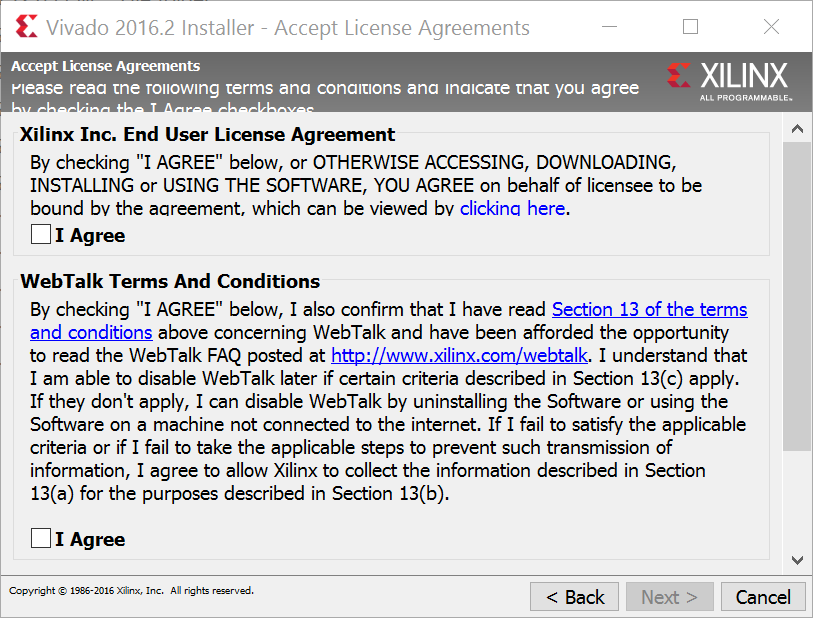 Vivado 2016.2 Installer - Accept License Agreements
Accept License Agreements
Please read the following terms and conditions and indicate that you agree
by checking the I Agree checkboxes
XILINX
ALL PROGRAMMABLE™
Xilinx Inc. End User License Agreement
By checking "I AGREE" below, or OTHERWISE ACCESSING, DOWNLOADING,
INSTALLING or USING THE SOFTWARE, YOU AGREE on behalf of licensee to be
bound by the agreement, which can be viewed by clicking here.
I Agree
WebTalk Terms And Conditions
By checking "I AGREE" below, I also confirm that I have read Section 13 of the terms
and conditions above concerning WebTalk and have been afforded the opportunity
to read the WebTalk FAQ posted at http://www.xilinx.com/webtalk. I understand that
I am able to disable WebTalk later if certain criteria described in Section 13(c) apply.
If they don't apply, I can disable WebTalk by uninstalling the Software or using the
Software on a machine not connected to the internet. If I fail to satisfy the applicable
criteria or if I fail to take the applicable steps to prevent such transmission of
information, I agree to allow Xilinx to collect the information described in Section
13(a) for the purposes described in Section 13(b).
I Agree
Copyright © 1986-2016 Xilinx, Inc. All rights reserved.
< Back
Next >
Cancel